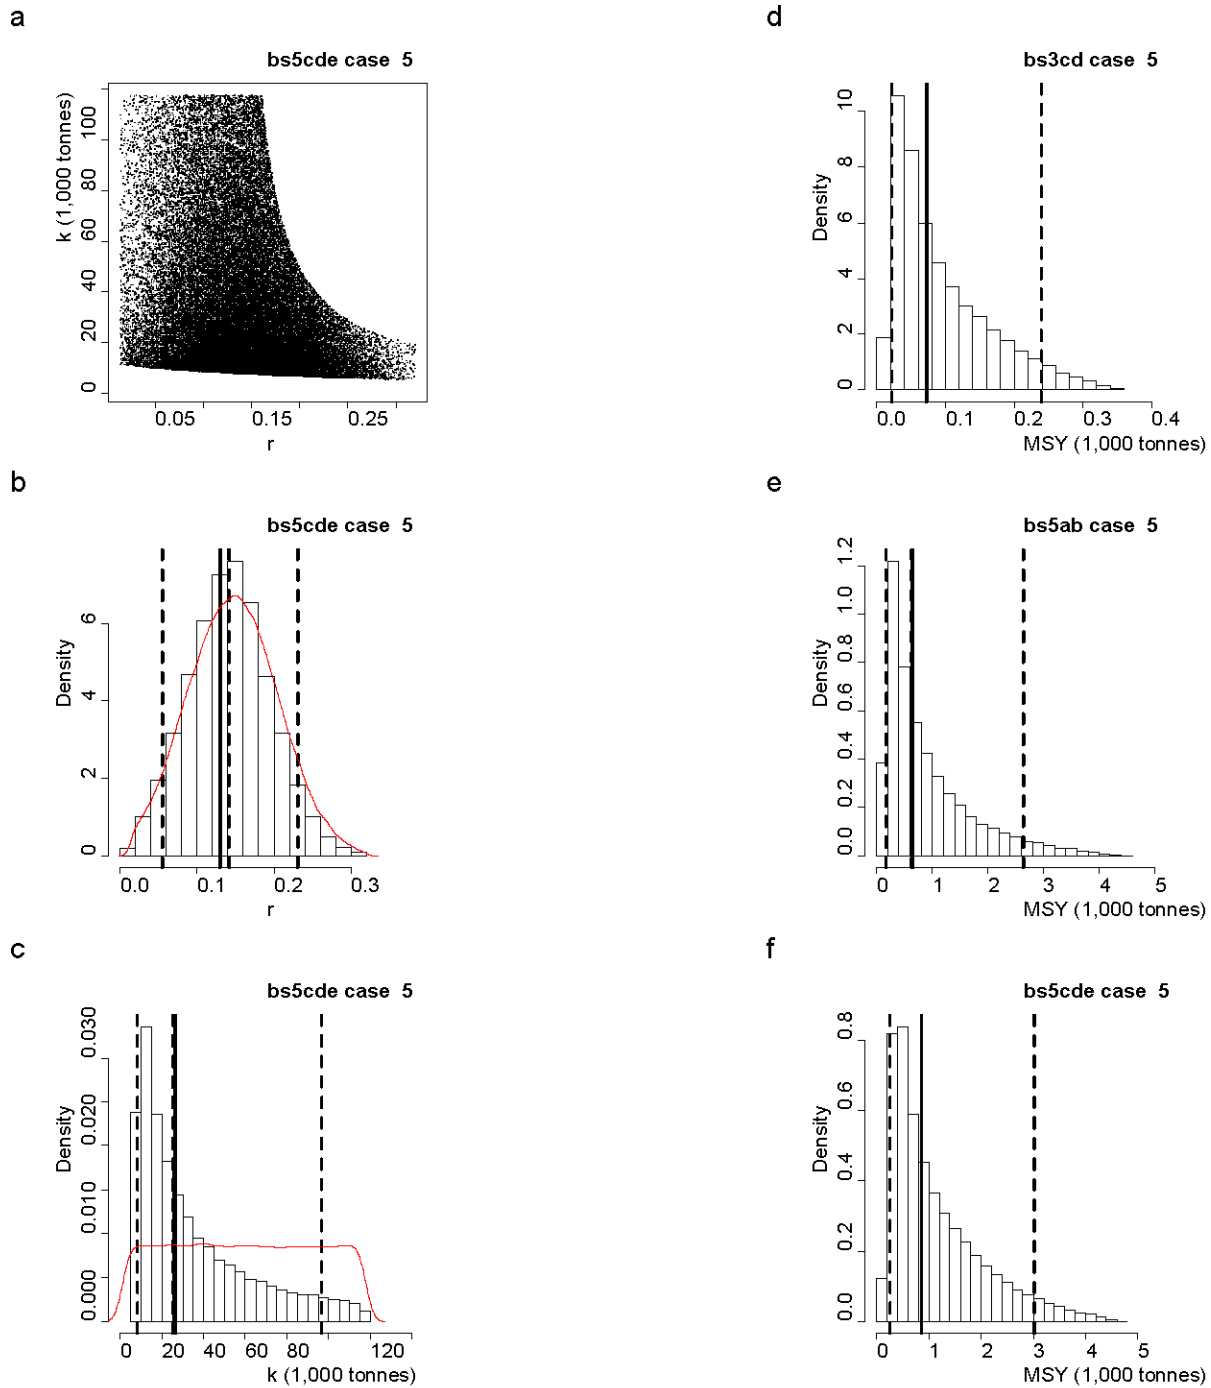 a
bs5cde case 5
k (1,000 tonnes)
0 20 40 60 80 100
0.05 0.15 0.25
r
b
bs5cde case 5
Density
0 2 4 6
0.0 0.1 0.2 0.3
r
c
bs5cde case 5
Density
0.000 0.010 0.020 0.030
0 20 40 60 80 120
k (1,000 tonnes)
d
bs3cd case 5
Density
0 2 4 6 8 10
0.0 0.1 0.2 0.3 0.4
MSY (1,000 tonnes)
e
bs5ab case 5
Density
0.0 0.2 0.4 0.6 0.8 1.0 1.2
0 1 2 3 4 5
MSY (1,000 tonnes)
f
bs5cde case 5
Density
0.0 0.2 0.4 0.6 0.8
0 1 2 3 4 5
MSY (1,000 tonnes)